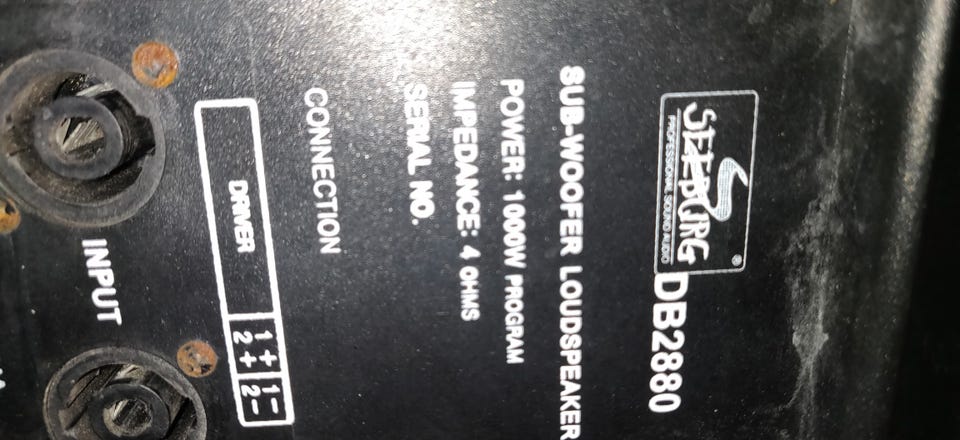 SEEBURG ®
PROFESSIONAL SOUND AUDIO
DB2880
SUB-WOOFER LOUDSPEAKER
POWER: 1000W PROGRAM
IMPEDANCE: 4 OHMS
SERIAL NO.
CONNECTION
DRIVER 1+ 1-
2+ 2-
INPUT